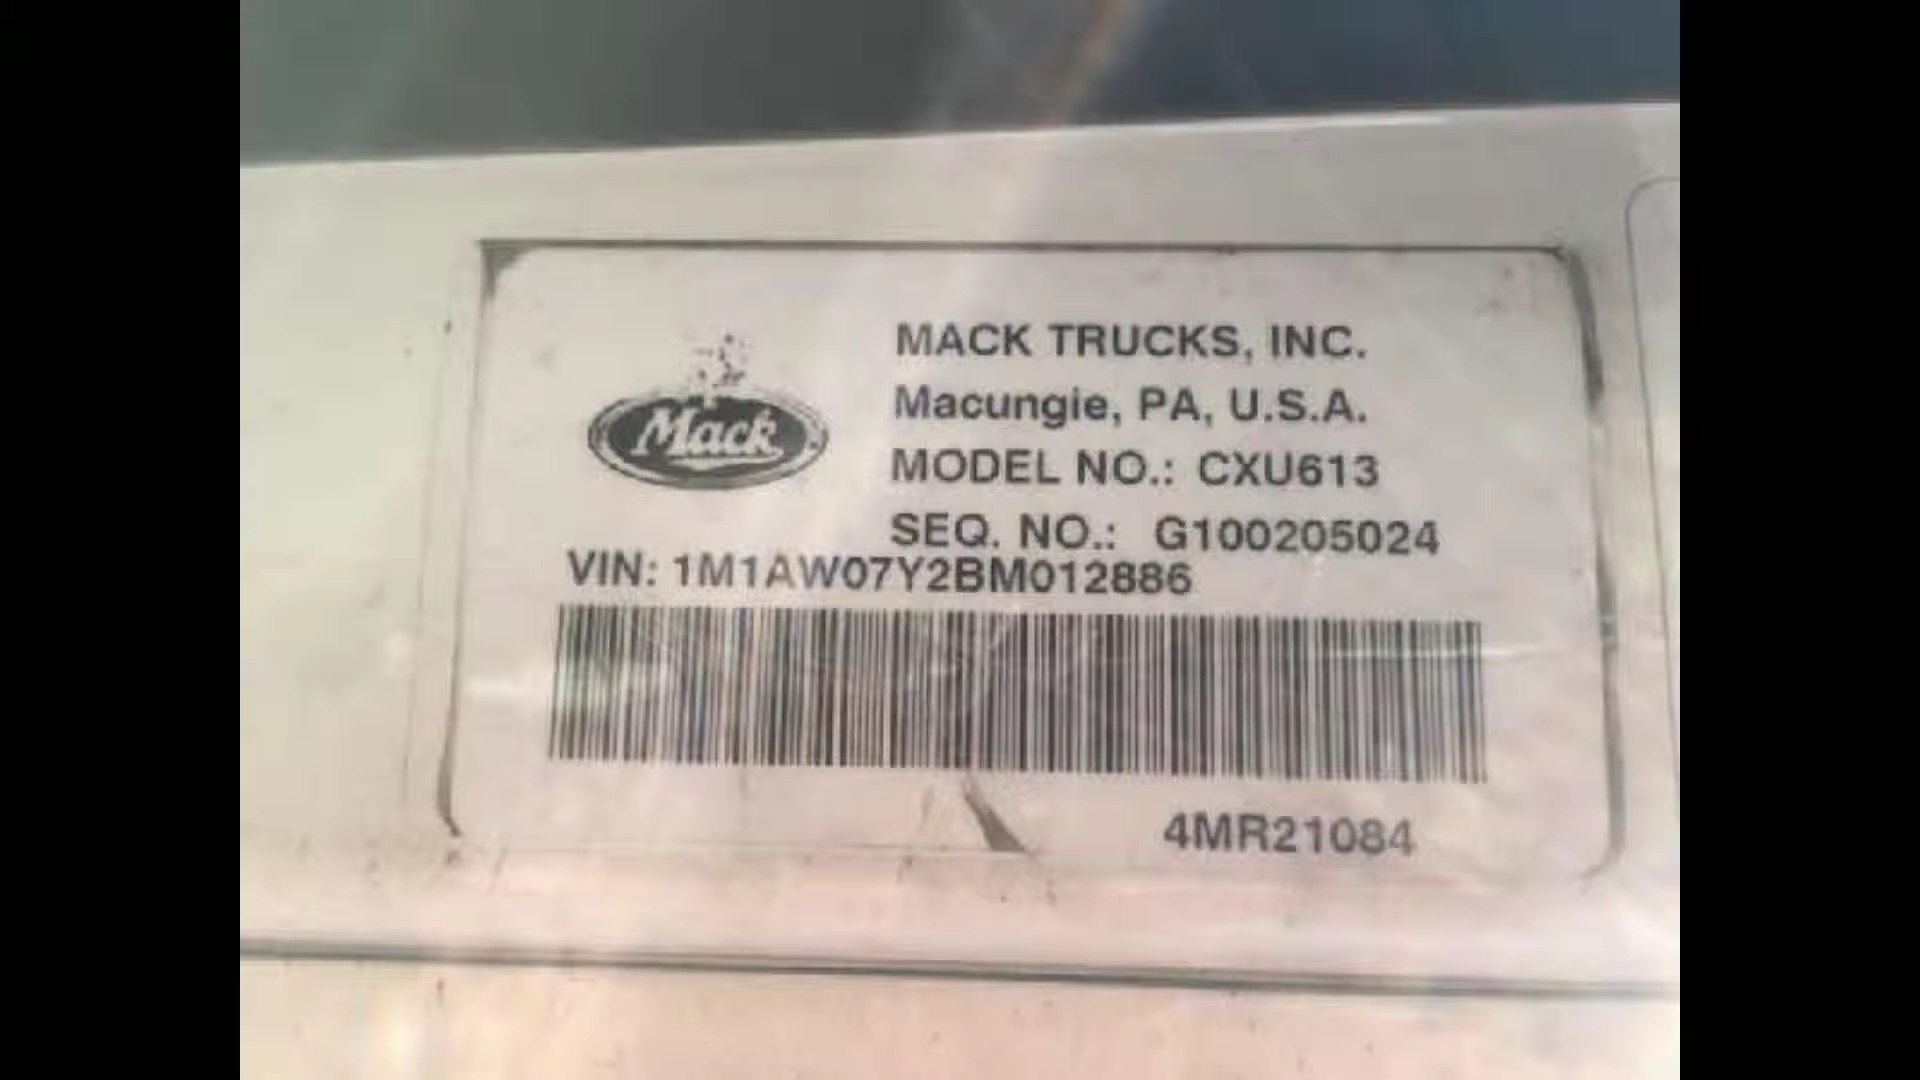 Mack
MACK TRUCKS, INC.
Macungie, PA, U.S.A.
MODEL NO.: CXU613
SEQ. NO.: G100205024
VIN: 1M1AW07Y2BM012886
4MR21084